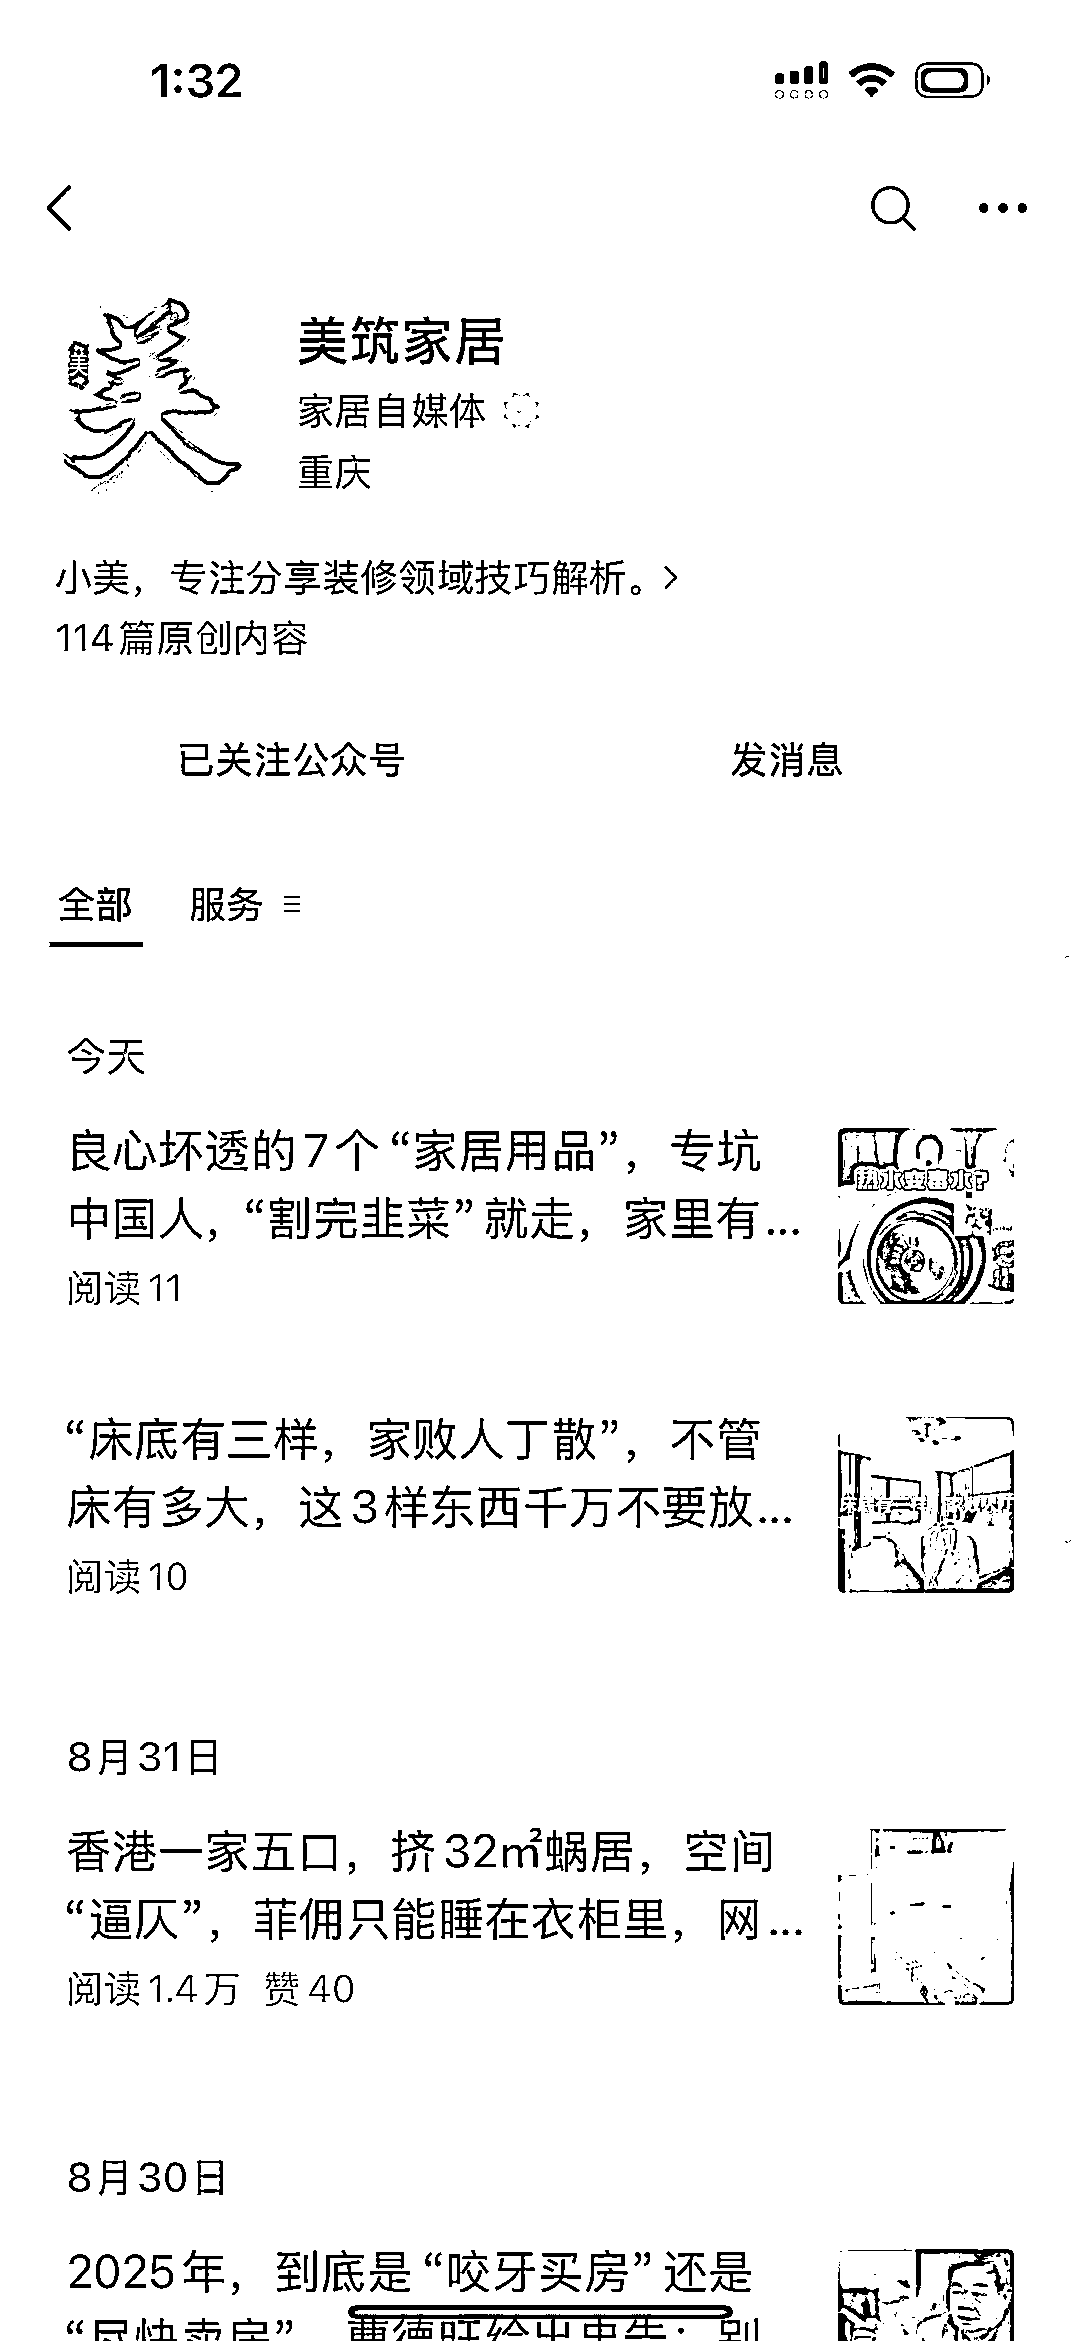 1:32
美筑家居
家居自媒体
重庆
小美，专注分享装修领域技巧解析。
114篇原创内容
已关注公众号
发消息
全部
服务
今天
良心坏透的7个“家居用品”，专坑
中国人，“割完韭菜”就走，家里有...
热水变毒水?
阅读 11
“床底有三样，家败人丁散”，不管
床有多大，这3样东西千万不要放...
阅读 10
8月31日
香港一家五口，挤32㎡蜗居，空间
“逼仄”，菲佣只能睡在衣柜里，网...
阅读 1.4万 赞 40
8月30日
2025年，到底是“咬牙买房”还是